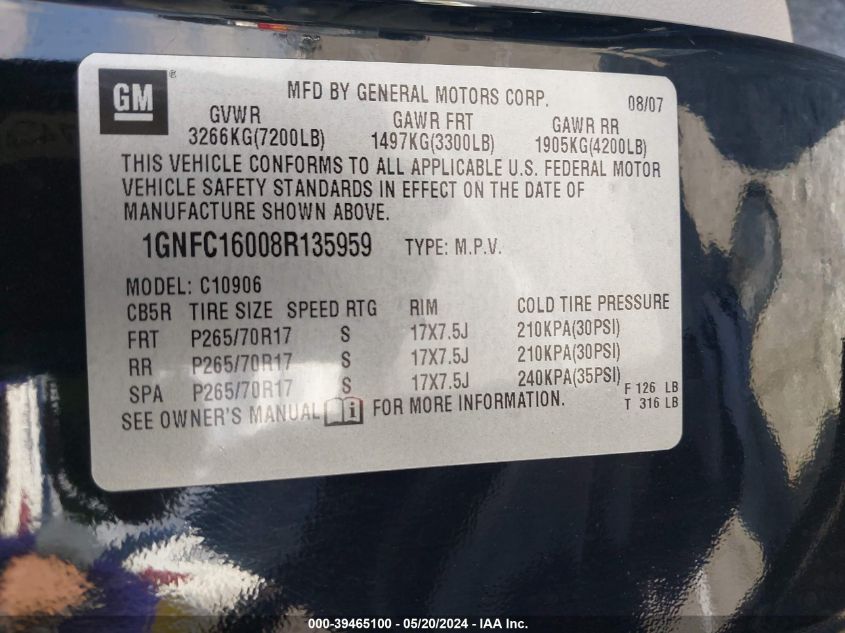 GM ®
MFD BY GENERAL MOTORS CORP. 08/07
GVWR GAWR FRT GAWR RR
3266KG(7200LB) 1497KG(3300LB) 1905KG(4200LB)
THIS VEHICLE CONFORMS TO ALL APPLICABLE U.S. FEDERAL MOTOR
VEHICLE SAFETY STANDARDS IN EFFECT ON THE DATE OF
MANUFACTURE SHOWN ABOVE.
1GNFC16008R135959 TYPE: M.P.V.
MODEL: C10906
CB5R TIRE SIZE SPEED RTG RIM COLD TIRE PRESSURE
FRT P265/70R17 S 17X7.5J 210KPA(30PSI)
RR P265/70R17 S 17X7.5J 210KPA(30PSI)
SPA P265/70R17 S 17X7.5J 240KPA(35PSI) F 126 LB
SEE OWNER'S MANUAL i FOR MORE INFORMATION. T 316 LB
000-39465100 - 05/20/2024 - IAA Inc.